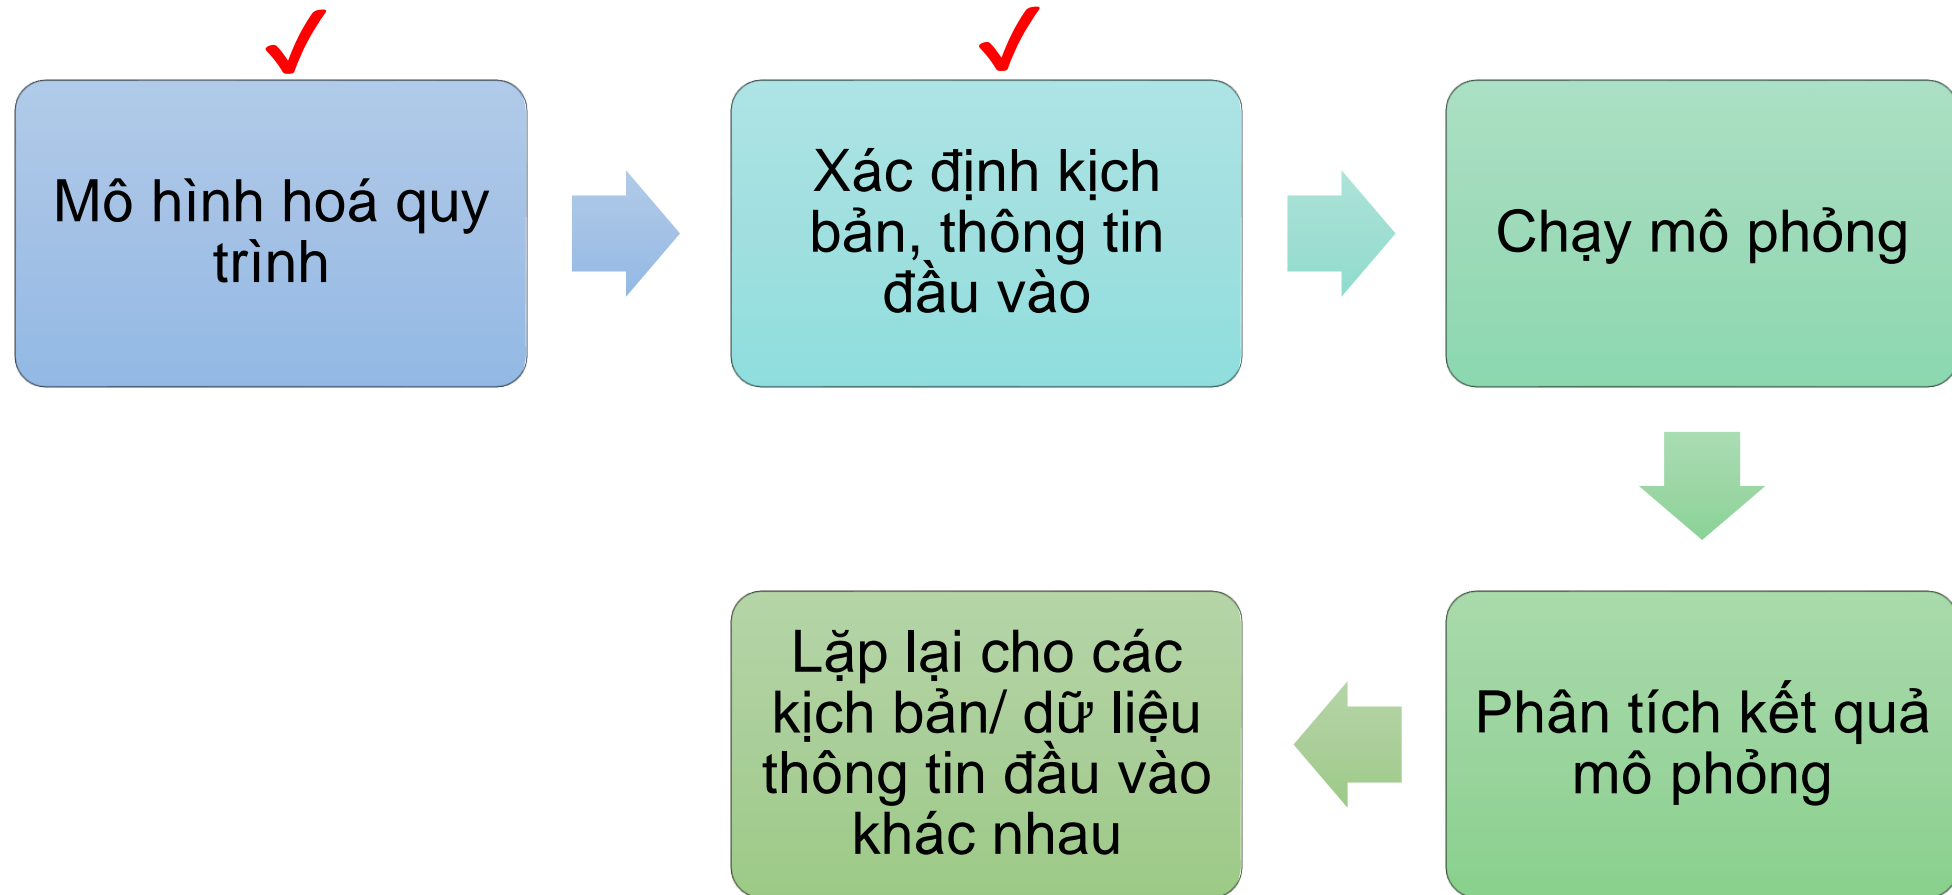 Mô hình hoá quy
trình
Xác định kịch
bản, thông tin
đầu vào
Chạy mô phỏng
Phân tích kết quả
mô phỏng
Lặp lại cho các
kịch bản/ dữ liệu
thông tin đầu vào
khác nhau